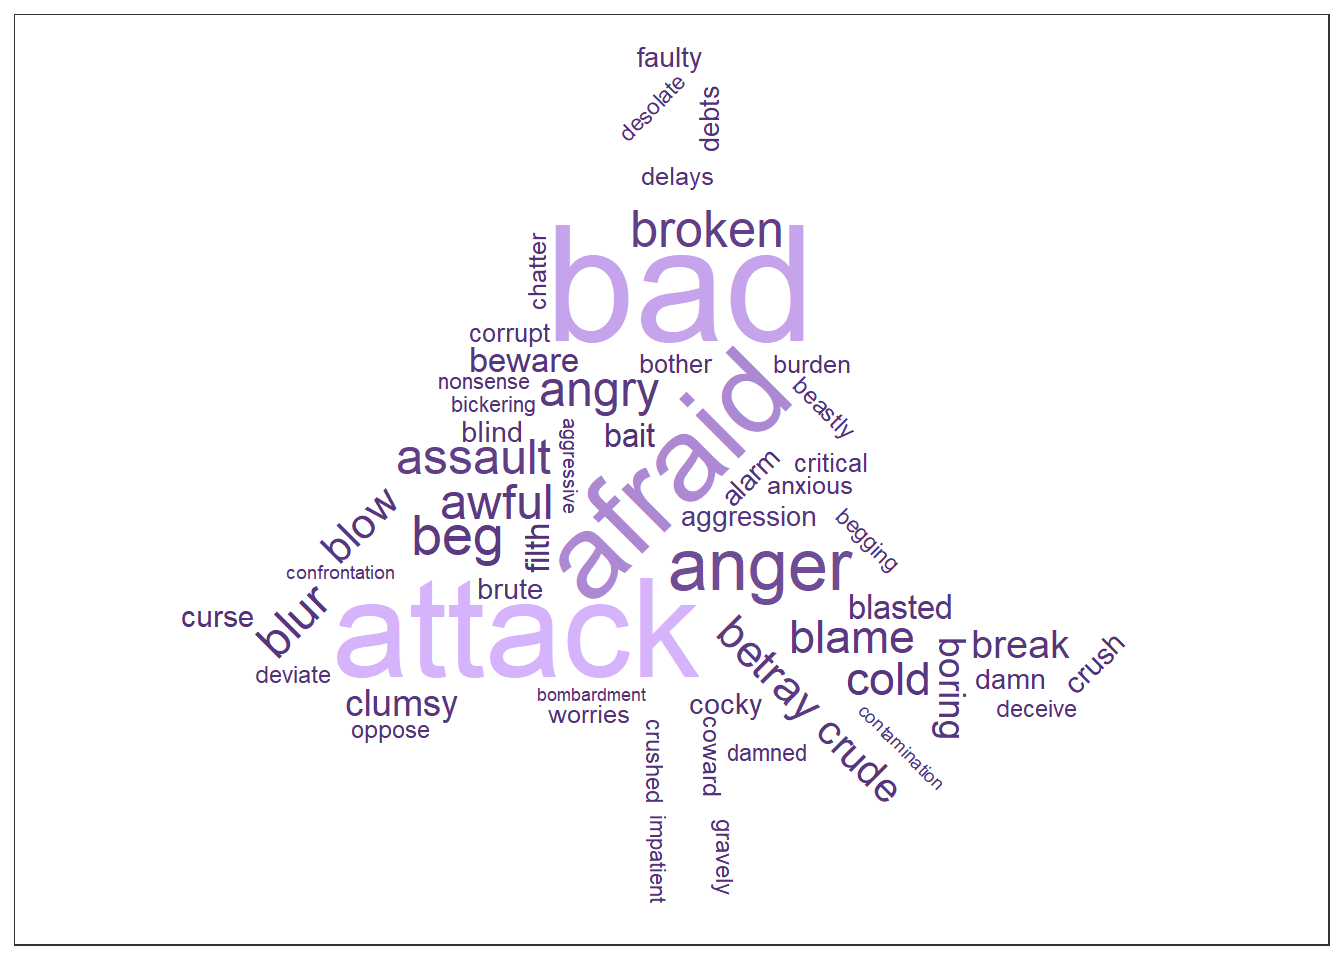 faulty
desolate
debts
delays
broken
bad
chatter
corrupt
beware
bother
burden
nonsense
angry
beastly
bickering
blind
bait
afraid
aggressive
assault
critical
alarm
anxious
awful
blow
aggression
begging
beg
filth
anger
confrontation
brute
attack
blasted
curse
blur
betray
blame
boring
break
crush
deviate
cold
damn
bombardment
clumsy
worries
cocky
deceive
oppose
crushed
coward
damned
crude
contamination
impatient
gravely